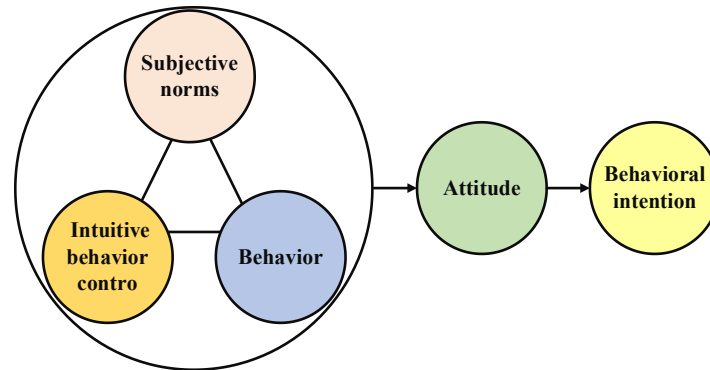 Subjective
norms
Intuitive
behavior
contro
Behavior
Attitude
Behavioral
intention